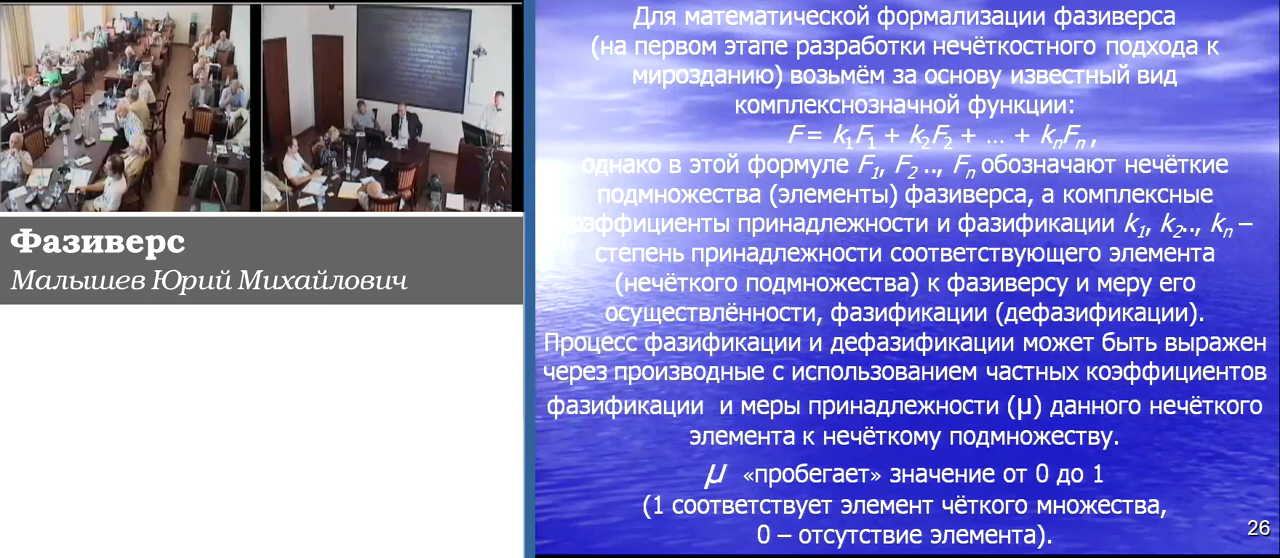 Фазиверс
Малышев Юрий Михайлович
Для математической формализации фазиверса
(на первом этапе разработки нечёткостного подхода к
мирозданию) возьмём за основу известный вид
комплекснозначной функции:
F = k1F1 + k2F2 + ... + knFn ,
однако в этой формуле F1, F2 .., Fn обозначают нечёткие
подмножества (элементы) фазиверса, а комплексные
коэффициенты принадлежности и фазификации k1, k2.., kn –
степень принадлежности соответствующего элемента
(нечёткого подмножества) к фазиверсу и меру его
осуществлённости, фазификации (дефазификации).
Процесс фазификации и дефазификации может быть выражен
через производные с использованием частных коэффициентов
фазификации и меры принадлежности (μ) данного нечёткого
элемента к нечёткому подмножеству.
μ «пробегает» значение от 0 до 1
(1 соответствует элемент чёткого множества,
0 – отсутствие элемента).
26